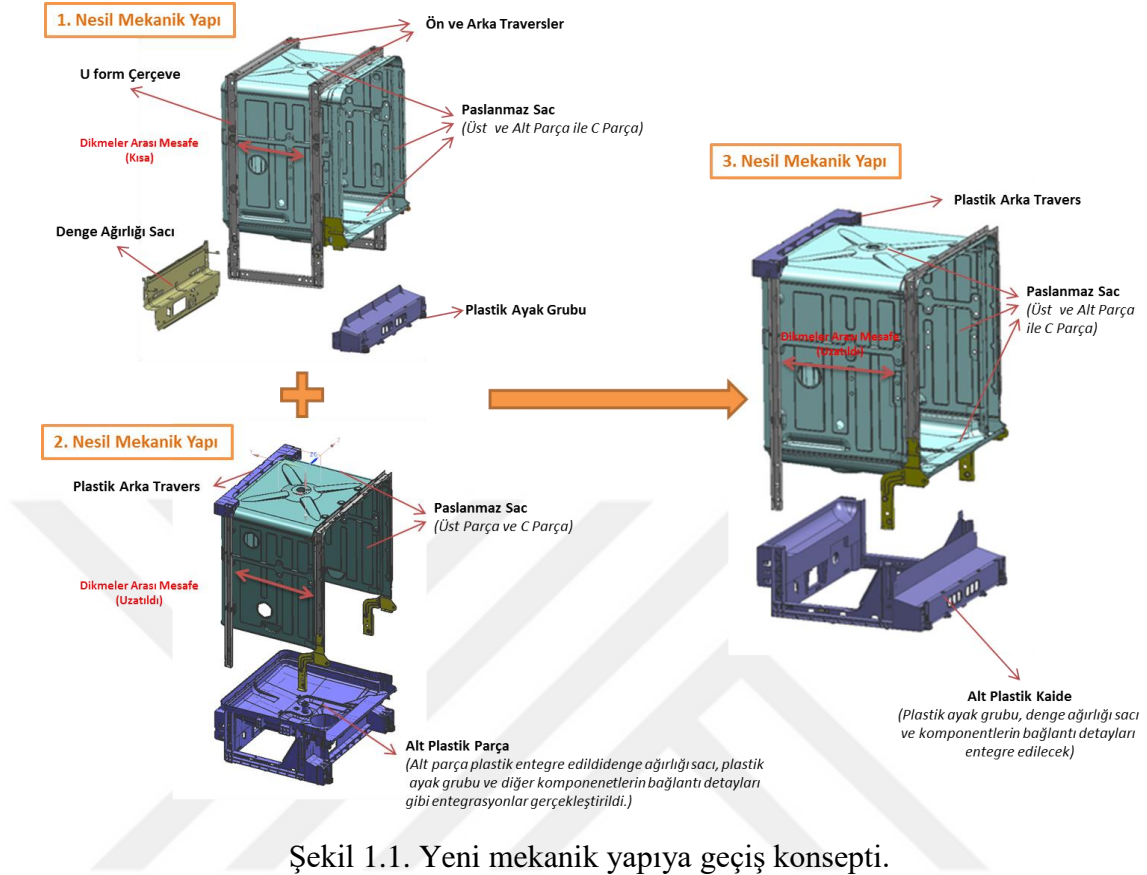 1. Nesil Mekanik Yapı
Ön ve Arka Traversler
U form Çerçeve
Paslanmaz Sac
(Üst ve Alt Parça ile C Parça)
Dikmeler Arası Mesafe
(Kısa)
Denge Ağırlığı Sacı
Plastik Ayak Grubu
2. Nesil Mekanik Yapı
Plastik Arka Travers
Paslanmaz Sac
(Üst Parça ve C Parça)
Dikmeler Arası Mesafe
(Uzatıldı)
Alt Plastik Parça
(Alt parça plastik entegre edildidenge ağırlığı sacı, plastik
ayak grubu ve diğer komponenetlerin bağlantı detayları
gibi entegrasyonlar gerçekleştirildi.)
3. Nesil Mekanik Yapı
Plastik Arka Travers
Paslanmaz Sac
(Üst ve Alt Parça
ile C Parça)
Dikmeler Arası Mesafe
(Uzatıldı)
Alt Plastik Kaide
(Plastik ayak grubu, denge ağırlığı sacı
ve komponentlerin bağlantı detayları
entegre edilecek)
Şekil 1.1. Yeni mekanik yapıya geçiş konsepti.